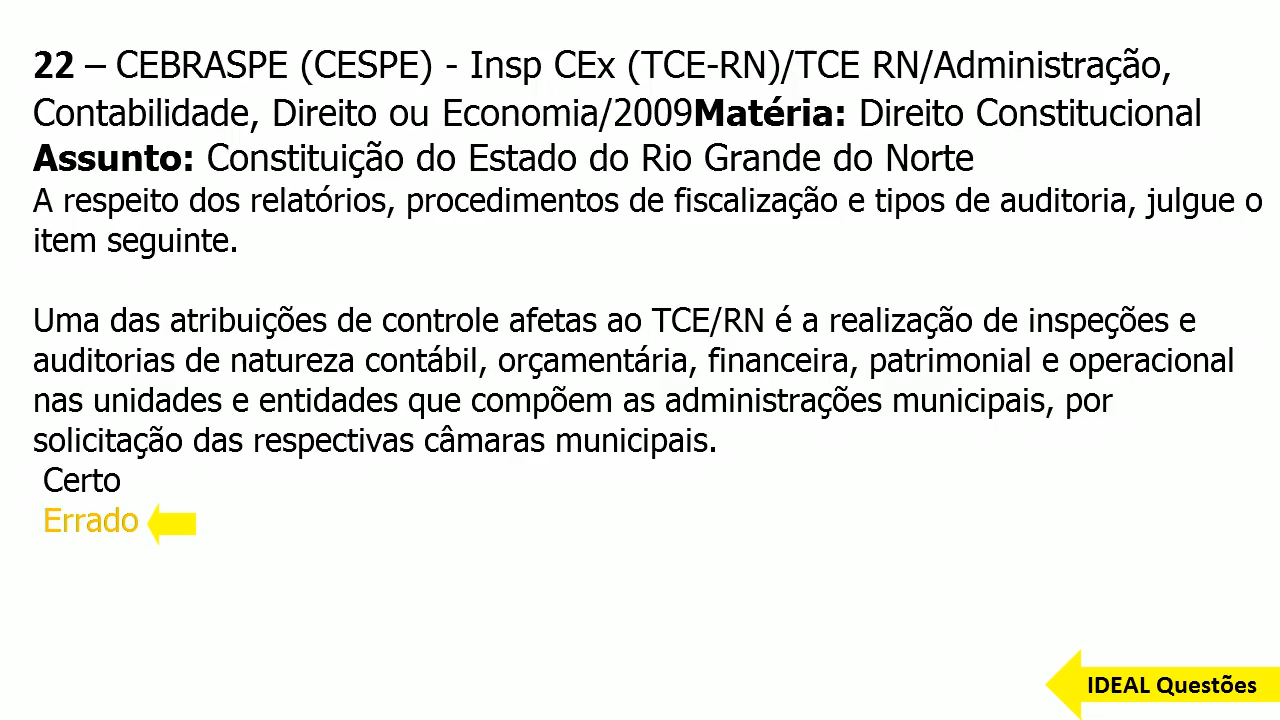 22 – CEBRASPE (CESPE) - Insp CEx (TCE-RN)/TCE RN/Administração,
Contabilidade, Direito ou Economia/2009Matéria: Direito Constitucional
Assunto: Constituição do Estado do Rio Grande do Norte
A respeito dos relatórios, procedimentos de fiscalização e tipos de auditoria, julgue o
item seguinte.
Uma das atribuições de controle afetas ao TCE/RN é a realização de inspeções e
auditorias de natureza contábil, orçamentária, financeira, patrimonial e operacional
nas unidades e entidades que compõem as administrações municipais, por
solicitação das respectivas câmaras municipais.
Certo
Errado
IDEAL Questões